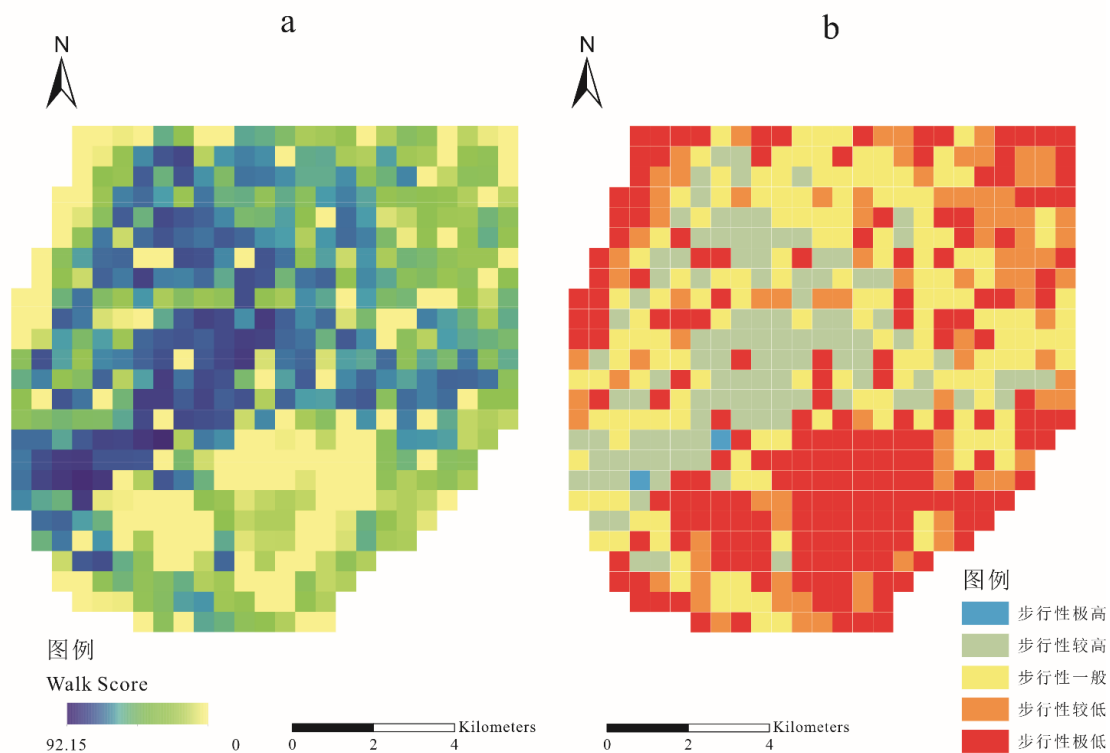 a
b
N
N
图例
Walk Score
92.15
0
Kilometers
0
2
4
Kilometers
0
2
4
图例
步行性极高
步行性较高
步行性一般
步行性较低
步行性极低